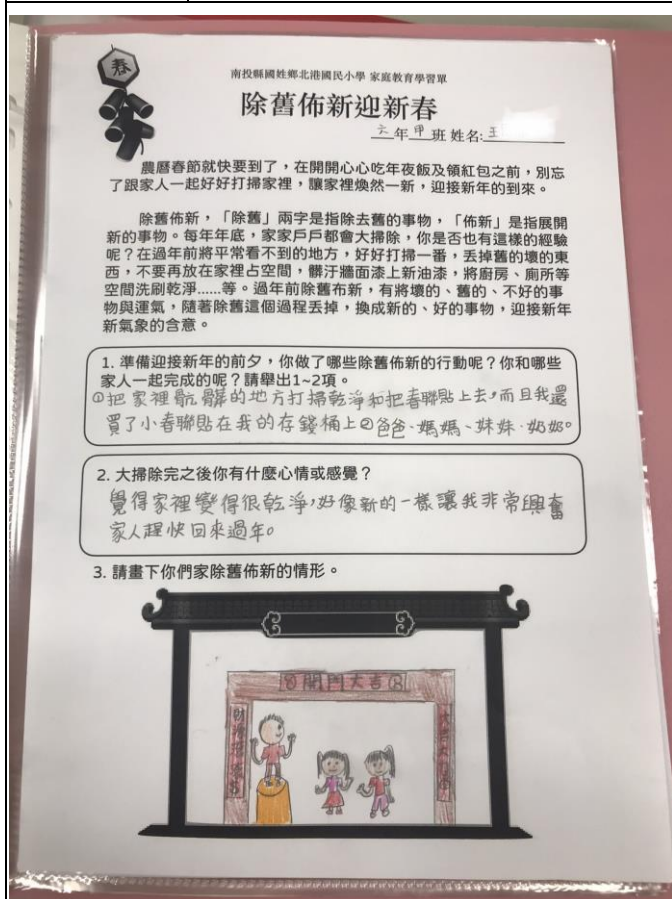 春
南投縣國姓鄉北港國民小學 家庭教育學習單
除舊佈新迎新春
六年甲班 姓名:王
農曆春節就快要到了,在開開心心吃年夜飯及領紅包之前,別忘
了跟家人一起好好打掃家裡,讓家裡煥然一新,迎接新年的到來。
除舊佈新,「除舊」兩字是指除去舊的事物,「佈新」是指展開
新的事物。每年年底,家家戶戶都會大掃除,你是否也有這樣的經驗
呢?在過年前將平常看不到的地方,好好打掃一番,丟掉舊的壞的東
西,不要再放在家裡占空間,髒汙牆面漆上新油漆,將廚房、廁所等
空間洗刷乾淨……等。過年前除舊布新,有將壞的、舊的、不好的事
物與運氣,隨著除舊這個過程丟掉,換成新的、好的事物,迎接新年
新氣象的含意。
1. 準備迎接新年的前夕,你做了哪些除舊佈新的行動呢?你和哪些
家人一起完成的呢?請舉出1~2項。
①把家裡骯髒的地方打掃乾淨和把春聯貼上去,而且我還
買了小春聯貼在我的存錢桶上②爸爸、媽媽、妹妹、奶奶。
2. 大掃除完之後你有什麼心情或感覺?
覺得家裡變得很乾淨,好像新的一樣讓我非常興奮
家人趕快回來過年。
3. 請畫下你們家除舊佈新的情形。
開門大吉